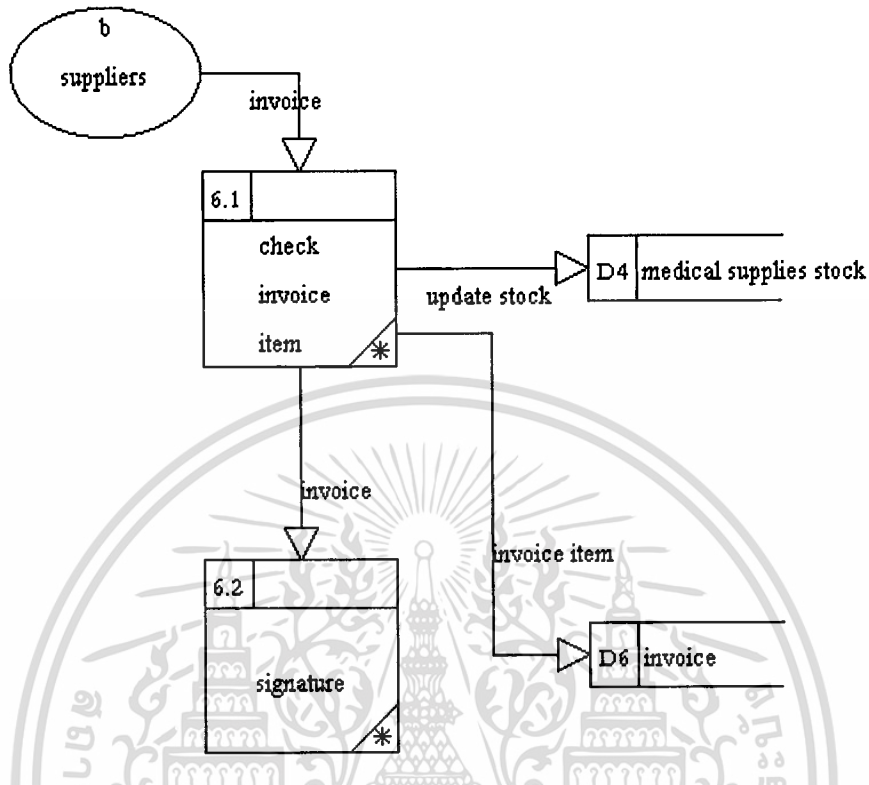 b
suppliers
invoice
6.1
check
invoice
item
*
update stock
D4 medical supplies stock
invoice
invoice item
6.2
signature
*
D6 invoice